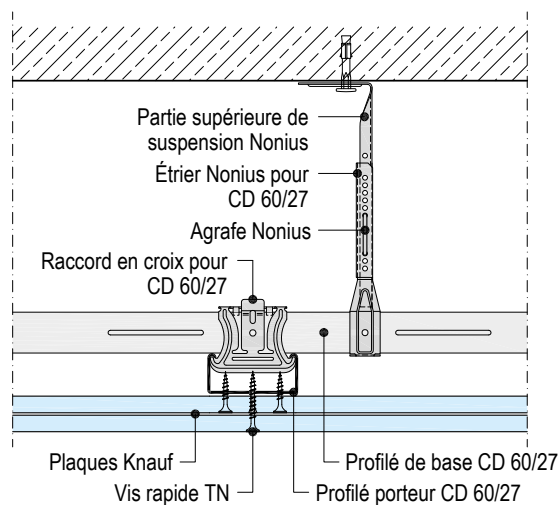 Partie supérieure de
suspension Nonius
Étrier Nonius pour
CD 60/27
Agrafe Nonius
Raccord en croix pour
CD 60/27
Plaques Knauf
Profilé de base CD 60/27
Vis rapide TN
Profilé porteur CD 60/27